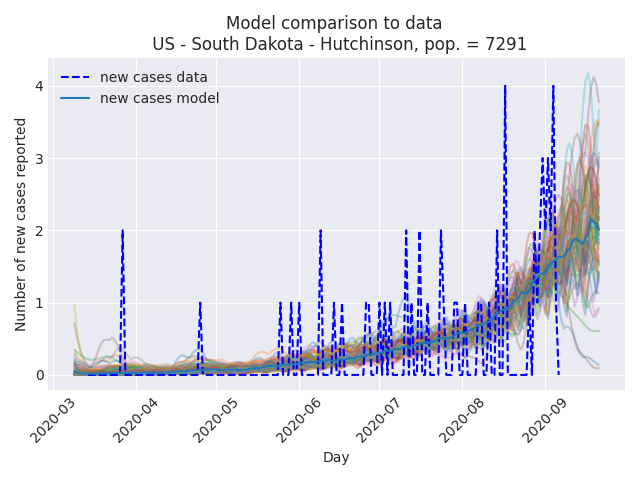 Model comparison to data
US - South Dakota - Hutchinson, pop. = 7291
new cases data
new cases model
Number of new cases reported
4
3
2
1
0
2020-03
2020-04
2020-05
2020-06
2020-07
2020-08
2020-09
Day